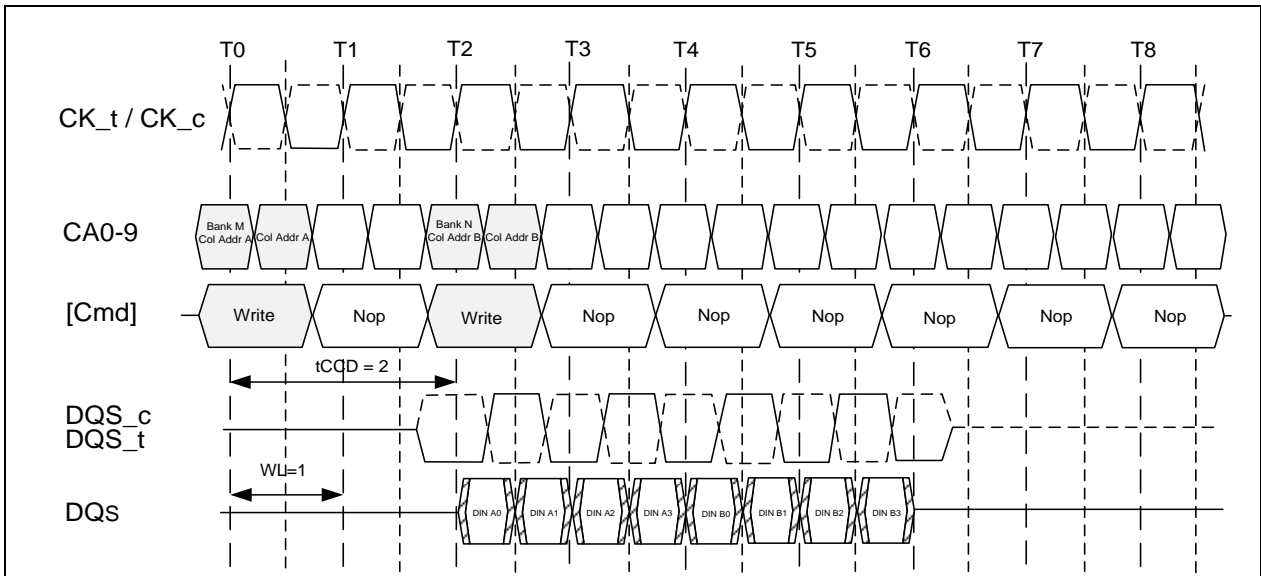 T0 T1 T2 T3 T4 T5 T6 T7 T8
CK_t / CK_c
CA0-9
Bank M
Col Addr A
Col Addr A
Bank N
Col Addr B
Col Addr B
[Cmd]
Write Nop Write Nop Nop Nop Nop Nop Nop
tCCD = 2
DQS_c
DQS_t
WL=1
DQs
DIN A0 DIN A1 DIN A2 DIN A3 DIN B0 DIN B1 DIN B2 DIN B3